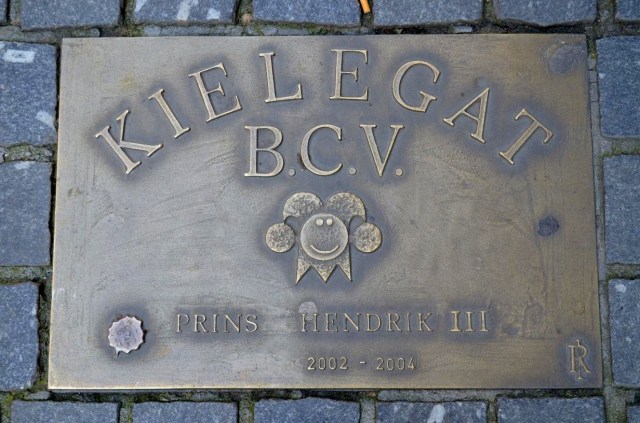 KIELEGAT
B.C.V.
PRINS HENDRIK III
2002 - 2004